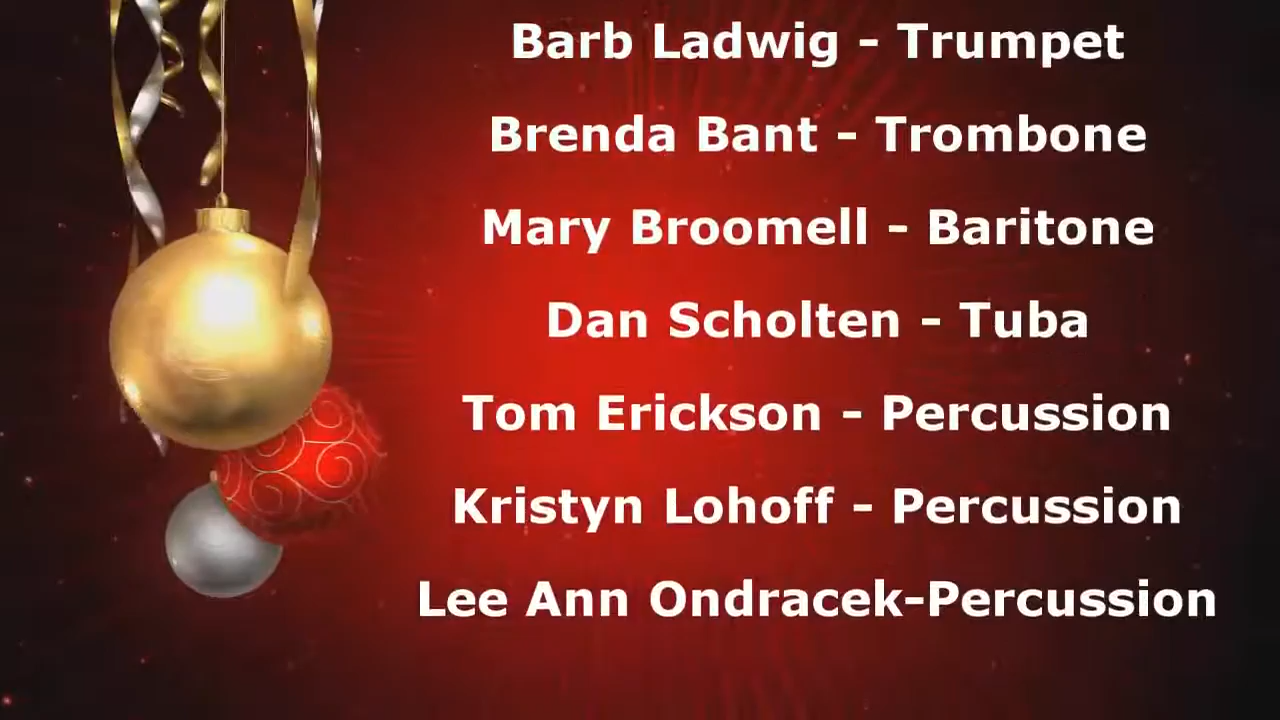 Barb Ladwig - Trumpet
Brenda Bant - Trombone
Mary Broomell - Baritone
Dan Scholten - Tuba
Tom Erickson - Percussion
Kristyn Lohoff - Percussion
Lee Ann Ondracek-Percussion